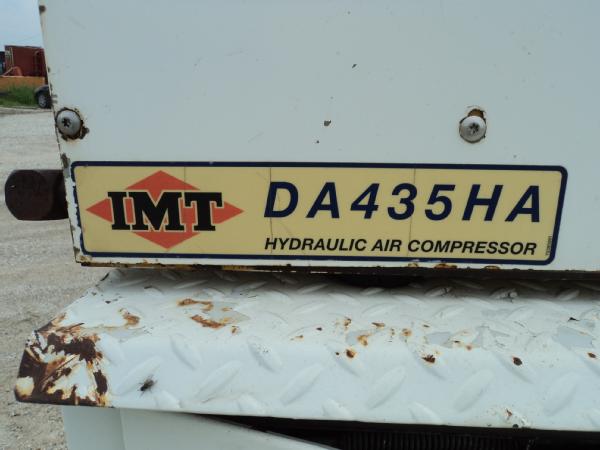 IMT
DA435HA
HYDRAULIC AIR COMPRESSOR